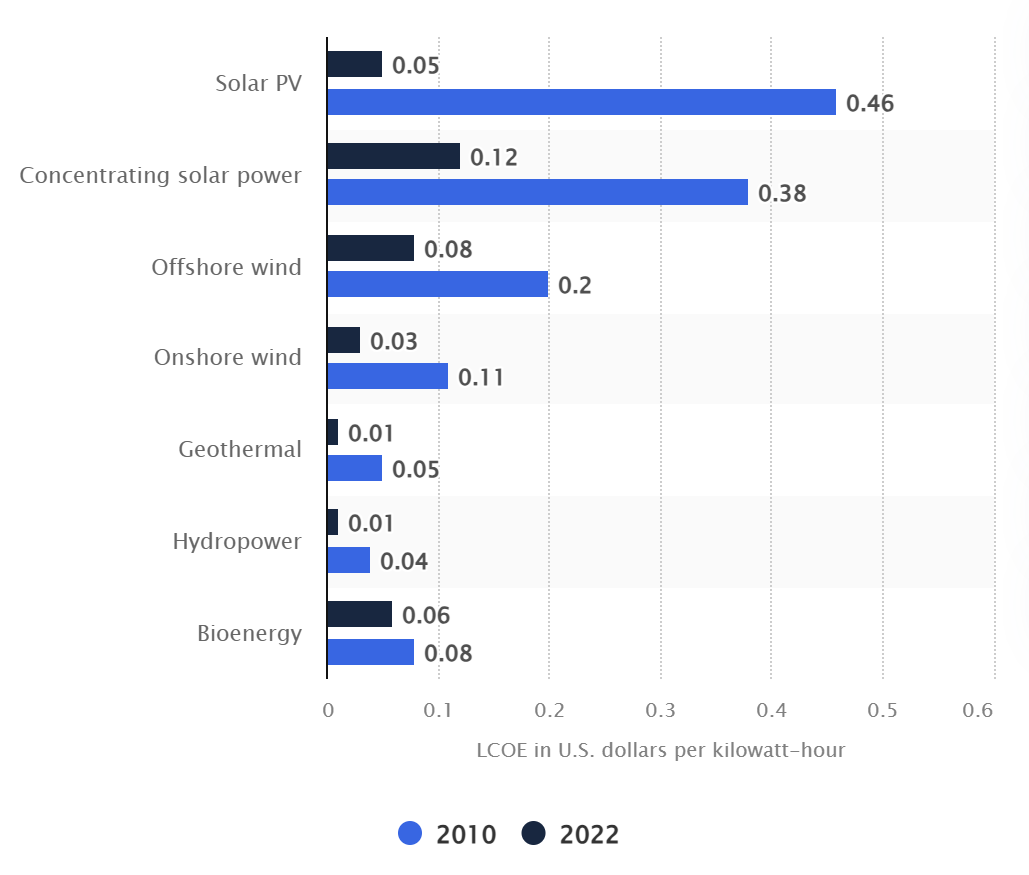 Solar PV
0.05
0.46
Concentrating solar power
0.12
0.38
Offshore wind
0.08
0.2
Onshore wind
0.03
0.11
Geothermal
0.01
0.05
Hydropower
0.01
0.04
Bioenergy
0.06
0.08
0 0.1 0.2 0.3 0.4 0.5 0.6
LCOE in U.S. dollars per kilowatt-hour
2010 2022